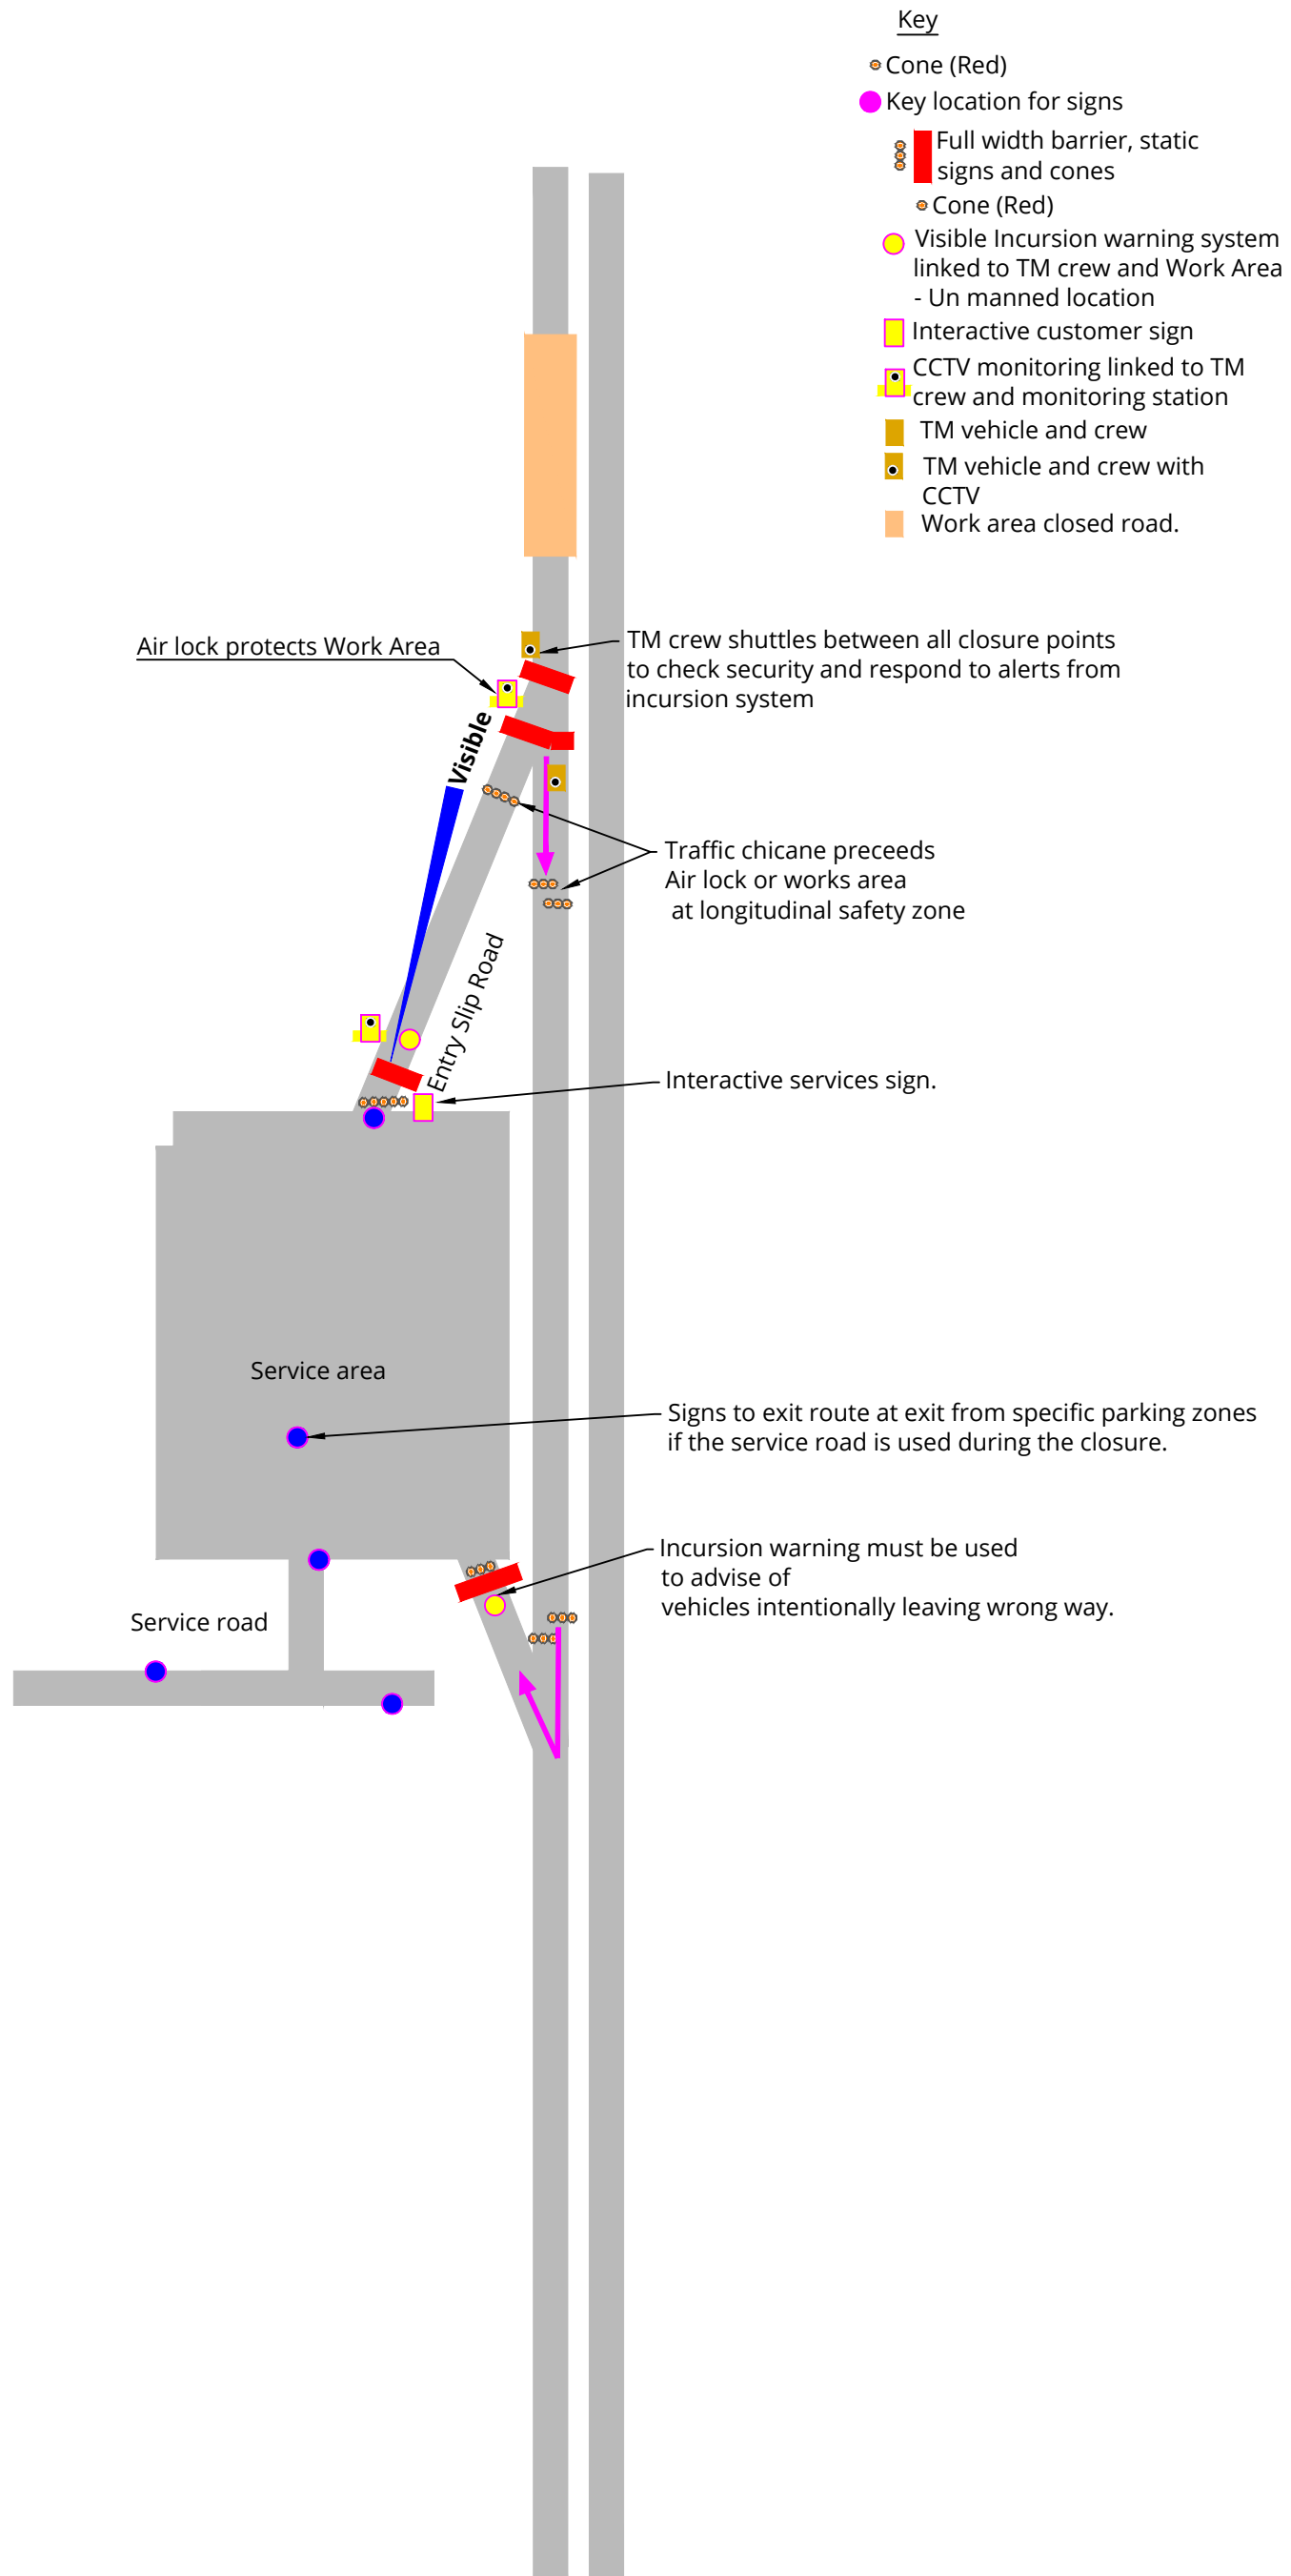 Key
Cone (Red)
Key location for signs
Full width barrier, static
signs and cones
Cone (Red)
Visible Incursion warning system
linked to TM crew and Work Area
- Un manned location
Interactive customer sign
CCTV monitoring linked to TM
crew and monitoring station
TM vehicle and crew
TM vehicle and crew with
CCTV
Work area closed road.
Air lock protects Work Area
TM crew shuttles between all closure points
to check security and respond to alerts from
incursion system
Visible
Traffic chicane preceeds
Air lock or works area
at longitudinal safety zone
Entry Slip Road
Interactive services sign.
Service area
Signs to exit route at exit from specific parking zones
if the service road is used during the closure.
Incursion warning must be used
to advise of
vehicles intentionally leaving wrong way.
Service road